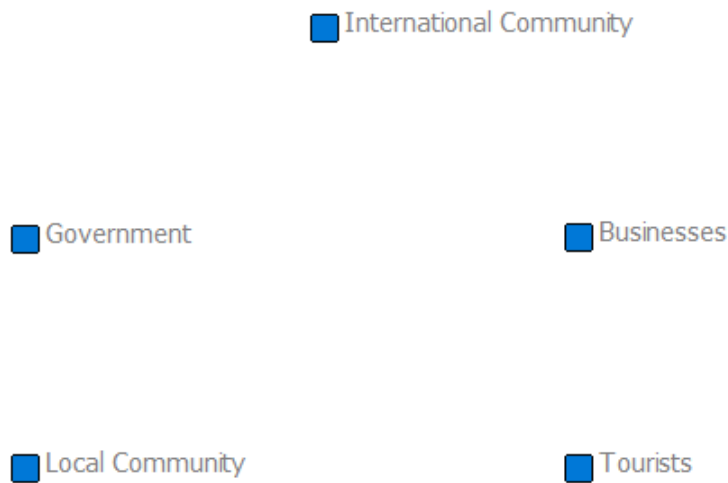 International Community
Government
Businesses
Local Community
Tourists